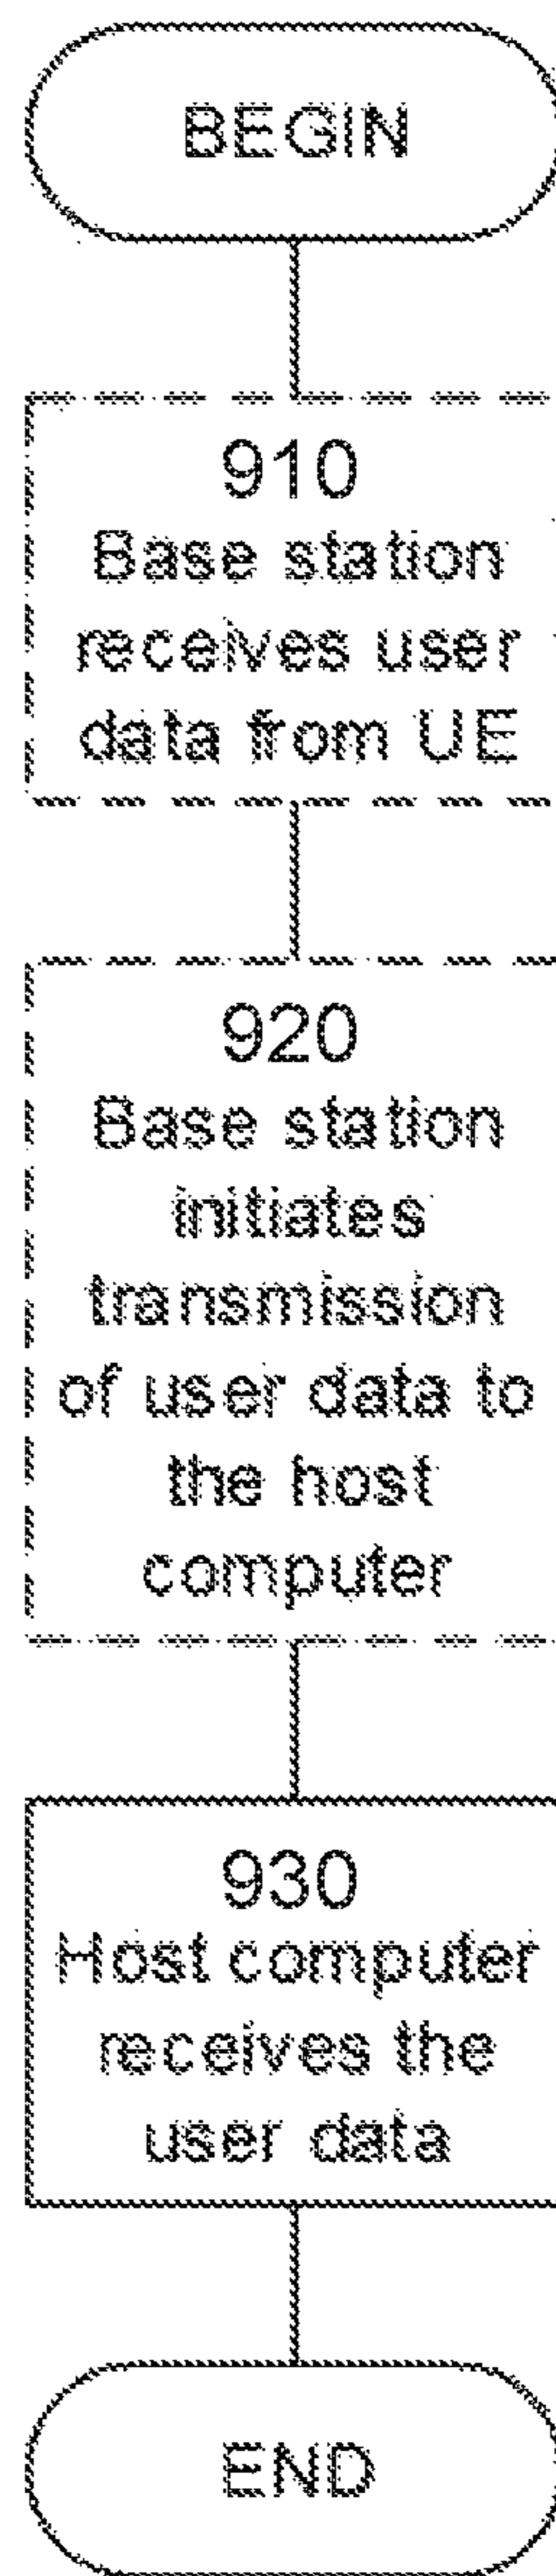 BEGIN
910
Base station
receives user
data from UE
920
Base station
initiates
transmission
of user data to
the host
computer
930
Host computer
receives the
user data
END